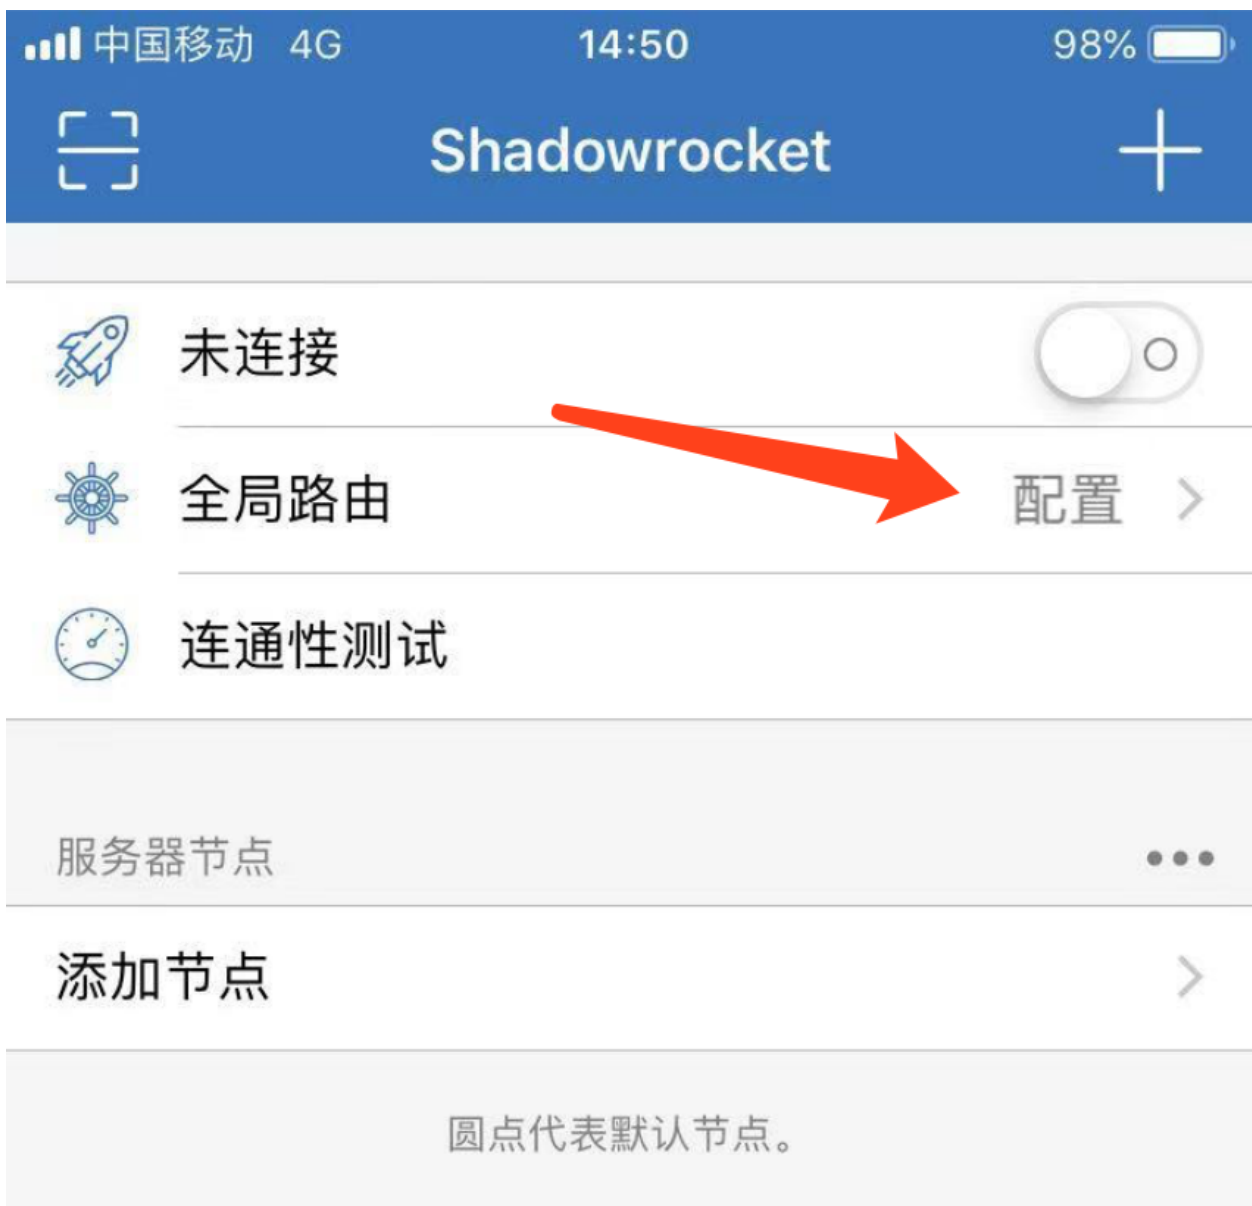 中国移动 4G 14:50 98%
Shadowrocket
未连接
全局路由 配置
连通性测试
服务器节点
添加节点
圆点代表默认节点。